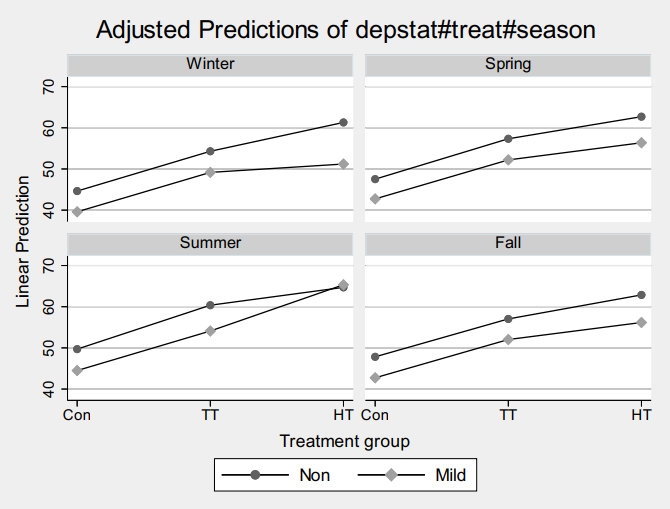 Adjusted Predictions of depstat#treat#season
Winter
Spring
70
60
50
40
Summer
Fall
70
60
50
40
Linear Prediction
Con TT HT Con TT HT
Treatment group
Non Mild